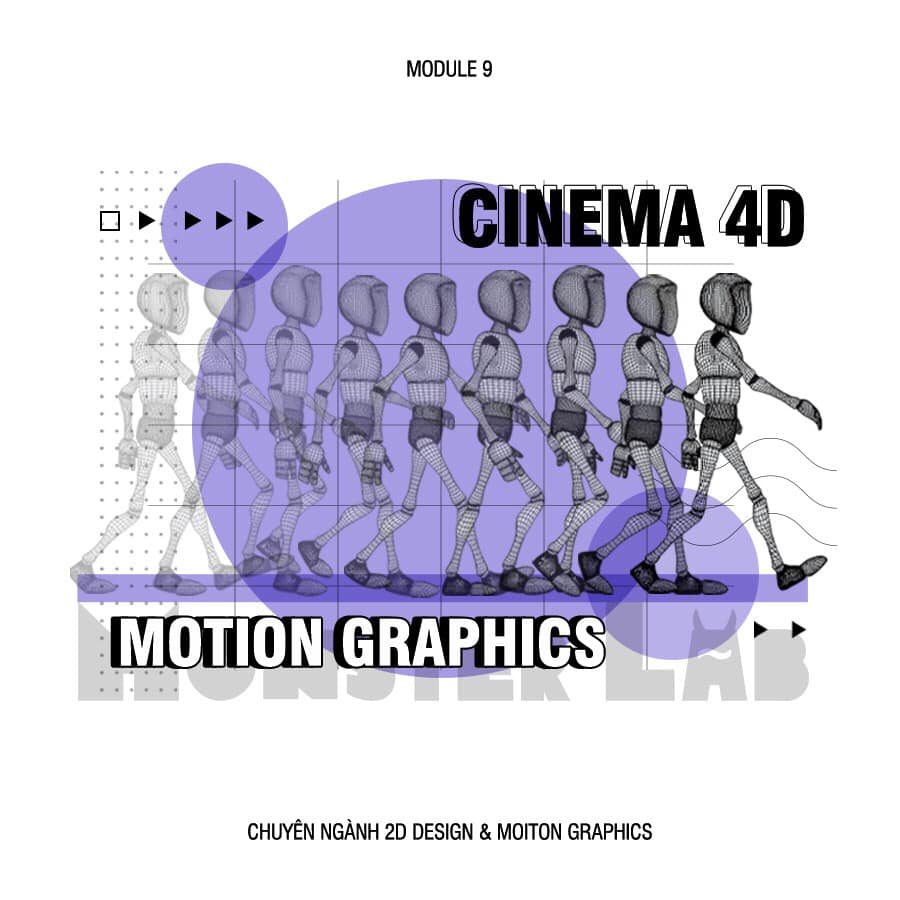 MODULE 9
CINEMA 4D
MOTION GRAPHICS
MONSTER LAB
CHUYÊN NGÀNH 2D DESIGN & MOITON GRAPHICS